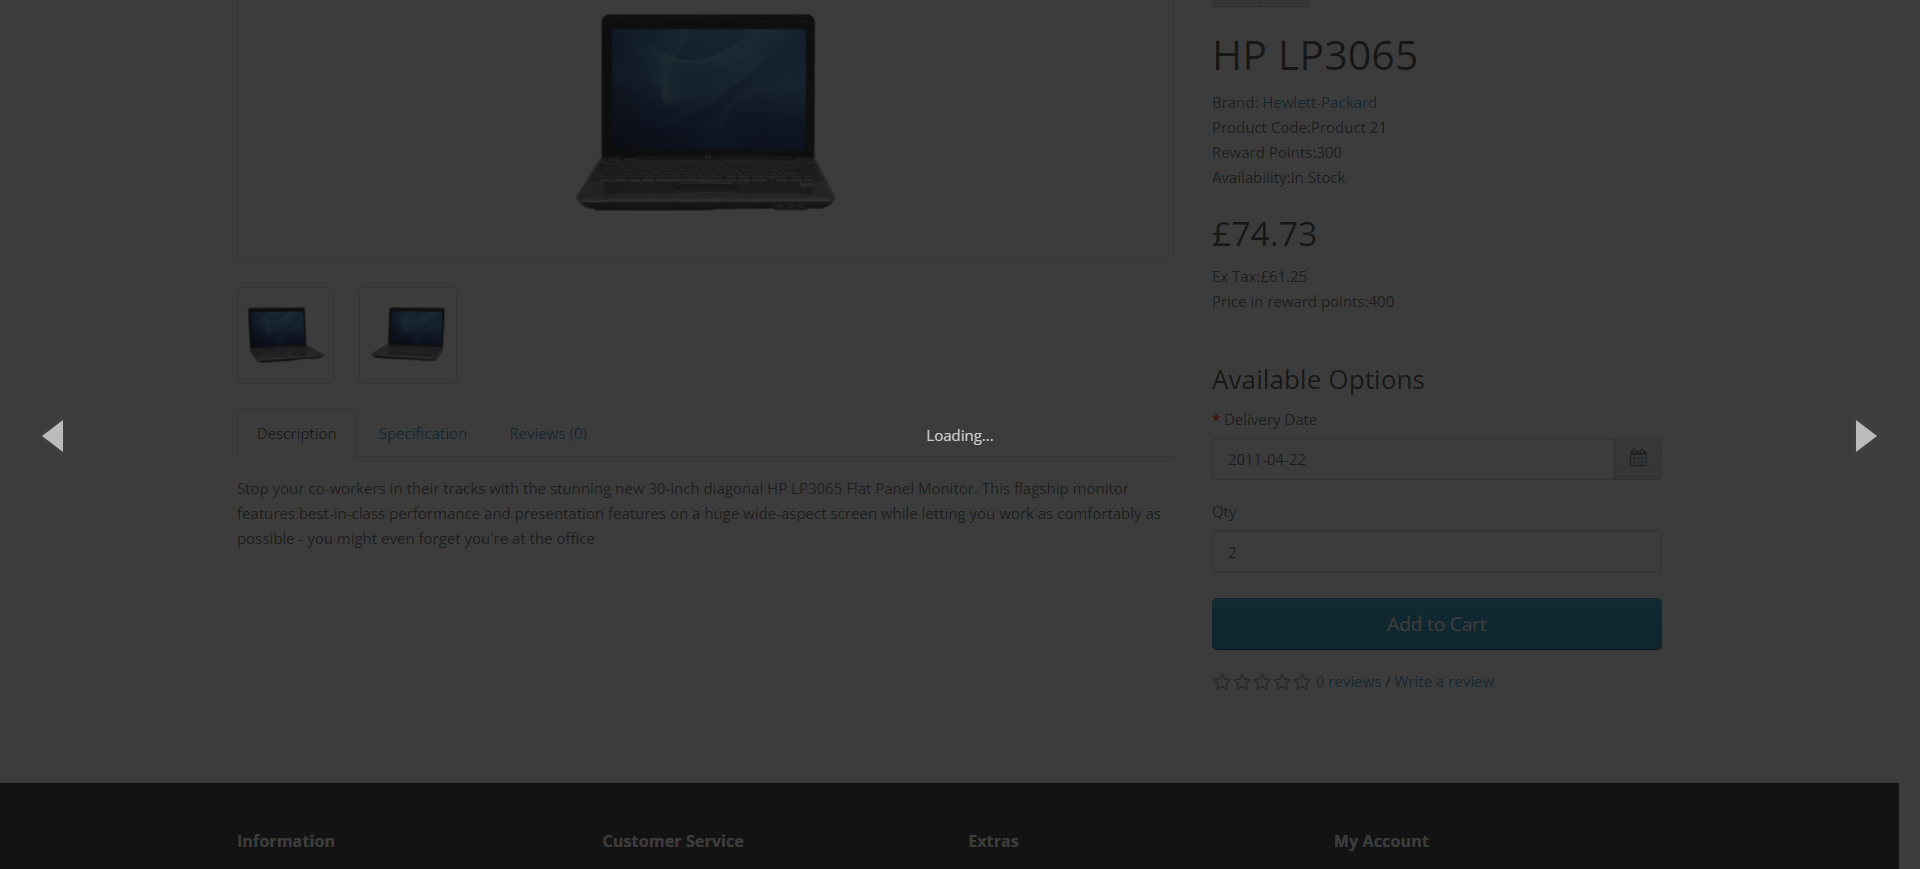 HP LP3065
Brand: Hewlett-Packard
Product Code:Product 21
Reward Points:300
Availability:In Stock
£74.73
Ex Tax:£61.25
Price in reward points:400
Available Options
* Delivery Date
2011-04-22
Qty
2
Add to Cart
0 reviews / Write a review
Description
Specification
Reviews (0)
Loading...
Stop your co-workers in their tracks with the stunning new 30-inch diagonal HP LP3065 Flat Panel Monitor. This flagship monitor
features best-in-class performance and presentation features on a huge wide-aspect screen while letting you work as comfortably as
possible - you might even forget you're at the office
Information
Customer Service
Extras
My Account